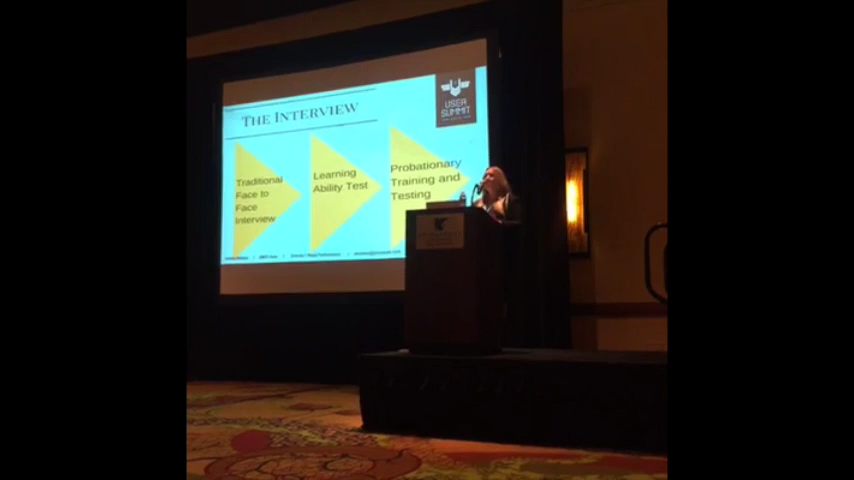 THE INTERVIEW
USER
SUMMIT
Traditional
Face to
Face
Interview
Learning
Ability Test
Probationary
Training and
Testing